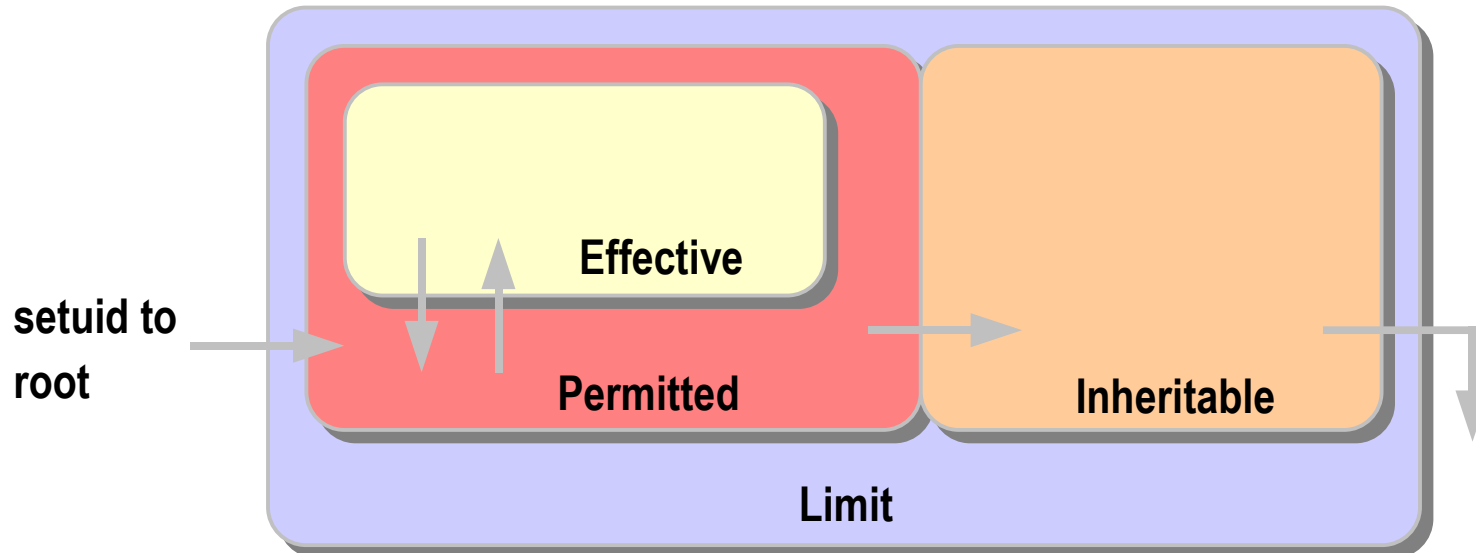 Effective
setuid to
root
Permitted
Inheritable
Limit